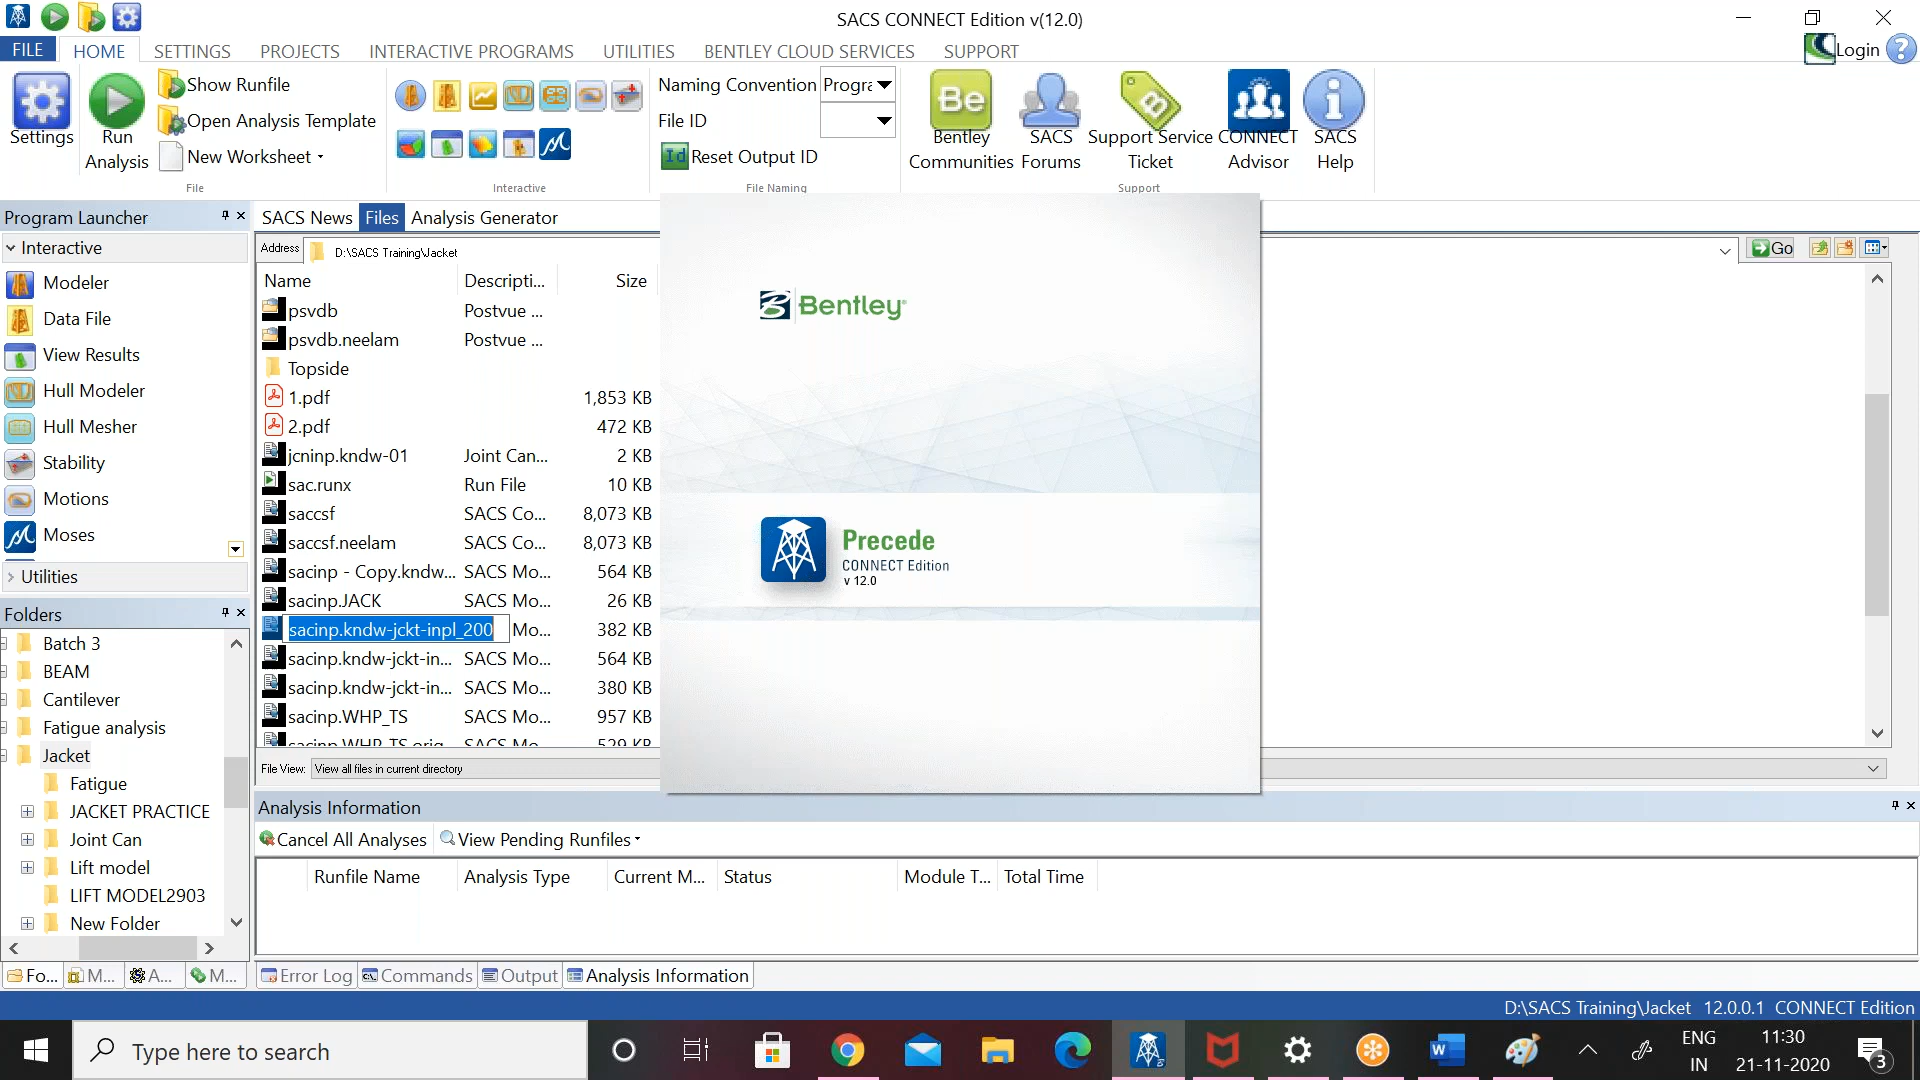 SACS CONNECT Edition v(12.0)
FILE HOME SETTINGS PROJECTS INTERACTIVE PROGRAMS UTILITIES BENTLEY CLOUD SERVICES SUPPORT
Login
Settings
Run Analysis
Show Runfile
Open Analysis Template
New Worksheet
File
Interactive
Naming Convention Progra
File ID
Id Reset Output ID
File Naming
Be
Bentley Communities
SACS Forums
Support Service Ticket
CONNECT Advisor
SACS Help
Support
Program Launcher
Interactive
Modeler
Data File
View Results
Hull Modeler
Hull Mesher
Stability
Motions
Moses
Utilities
Folders
Batch 3
BEAM
Cantilever
Fatigue analysis
Jacket
Fatigue
JACKET PRACTICE
Joint Can
Lift model
LIFT MODEL2903
New Folder
Fo... M... A... M...
SACS News Files Analysis Generator
Address D:\SACS Training\Jacket
Go
Name Descripti... Size
psvdb Postvue ...
psvdb.neelam Postvue ...
Topside
1.pdf 1,853 KB
2.pdf 472 KB
jcninp.kndw-01 Joint Can... 2 KB
sac.runx Run File 10 KB
saccsf SACS Co... 8,073 KB
saccsf.neelam SACS Co... 8,073 KB
sacinp - Copy.kndw... SACS Mo... 564 KB
sacinp.JACK SACS Mo... 26 KB
sacinp.kndw-jckt-inpl_200 Mo... 382 KB
sacinp.kndw-jckt-in... SACS Mo... 564 KB
sacinp.kndw-jckt-in... SACS Mo... 380 KB
sacinp.WHP_TS SACS Mo... 957 KB
sacinp.WHP_TS.orig SACS Mo... 529 KB
File View: View all files in current directory
Bentley
Precede
CONNECT Edition
v 12.0
Analysis Information
Cancel All Analyses View Pending Runfiles
Runfile Name Analysis Type Current M... Status Module T... Total Time
Error Log Commands Output Analysis Information
D:\SACS Training\Jacket 12.0.0.1 CONNECT Edition
Type here to search
ENG
IN
11:30
21-11-2020
3